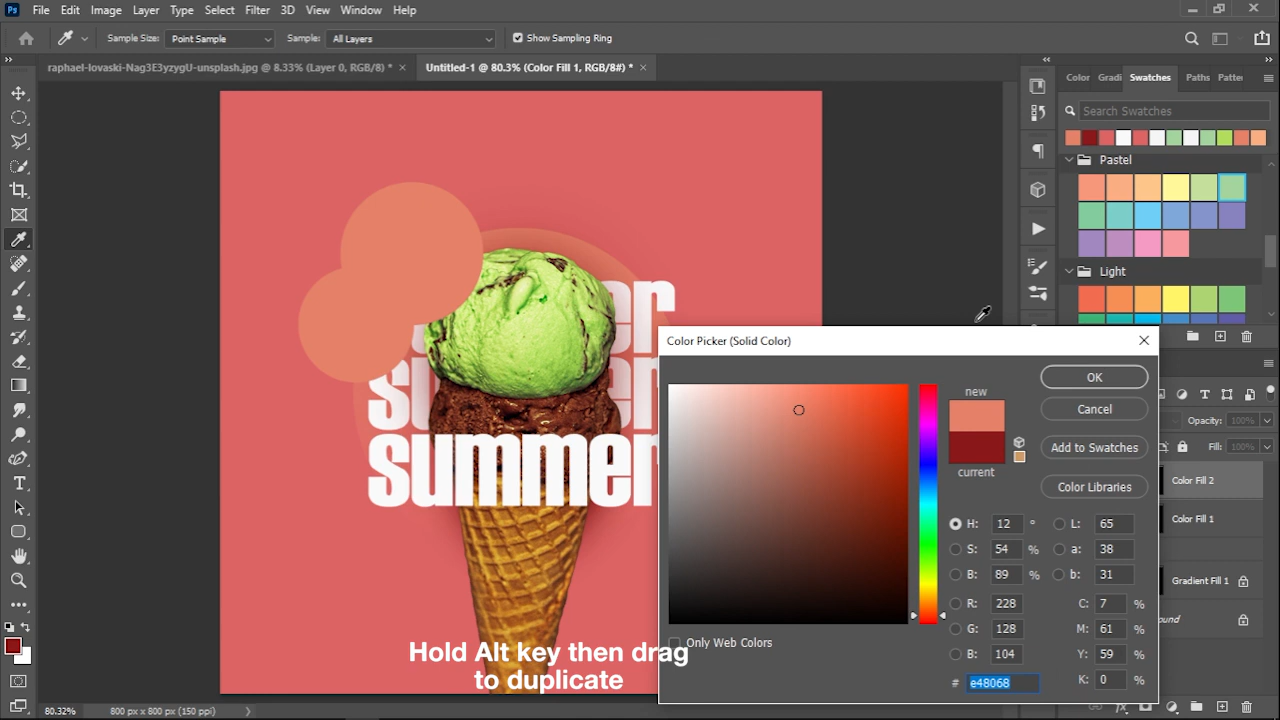 Ps File Edit Image Layer Type Select Filter 3D View Window Help
Sample Size: Point Sample Sample: All Layers Show Sampling Ring
raphael-lovaski-Nag3E3yzygU-unsplash.jpg @ 8.33% (Layer 0, RGB/8) * ×
Untitled-1 @ 80.3% (Color Fill 1, RGB/8#) * ×
Color Gradi Swatches Paths Patte
Search Swatches
Pastel
Light
er
s er
summer
Color Picker (Solid Color)
new
current
OK
Cancel
Add to Swatches
Color Libraries
H: 12 °
S: 54 %
B: 89 %
R: 228
G: 128
B: 104
# e48068
L: 65
a: 38
b: 31
C: 7 %
M: 61 %
Y: 59 %
K: 0 %
Only Web Colors
Opacity: 100%
Fill: 100%
Color Fill 2
Color Fill 1
Gradient Fill 1
ound
Hold Alt key then drag
to duplicate
80.32% 800 px x 800 px (150 ppi)